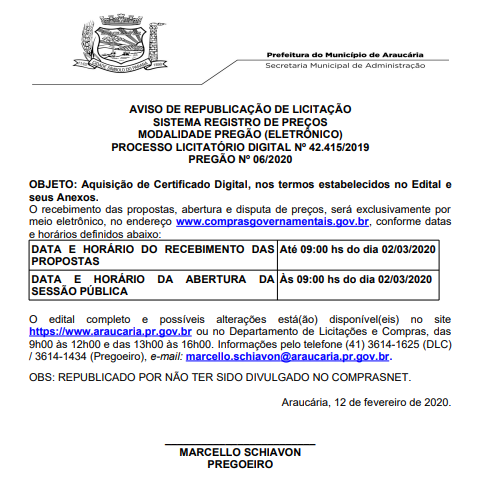 Prefeitura do Município de Araucária
Secretaria Municipal de Administração
AVISO DE REPUBLICAÇÃO DE LICITAÇÃO
SISTEMA REGISTRO DE PREÇOS
MODALIDADE PREGÃO (ELETRÔNICO)
PROCESSO LICITATÓRIO DIGITAL Nº 42.415/2019
PREGÃO Nº 06/2020
OBJETO: Aquisição de Certificado Digital, nos termos estabelecidos no Edital e
seus Anexos.
O recebimento das propostas, abertura e disputa de preços, será exclusivamente por
meio eletrônico, no endereço www.comprasgovernamentais.gov.br, conforme datas
e horários definidos abaixo:
DATA E HORÁRIO DO RECEBIMENTO DAS Até 09:00 hs do dia 02/03/2020
PROPOSTAS
DATA E HORÁRIO DA ABERTURA DA Às 09:00 hs do dia 02/03/2020
SESSÃO PÚBLICA
O edital completo e possíveis alterações está(ão) disponível(eis) no site
https://www.araucaria.pr.gov.br ou no Departamento de Licitações e Compras, das
9h00 às 12h00 e das 13h00 às 16h00. Informações pelo telefone (41) 3614-1625 (DLC)
/ 3614-1434 (Pregoeiro), e-mail: marcello.schiavon@araucaria.pr.gov.br.
OBS: REPUBLICADO POR NÃO TER SIDO DIVULGADO NO COMPRASNET.
Araucária, 12 de fevereiro de 2020.
MARCELLO SCHIAVON
PREGOEIRO